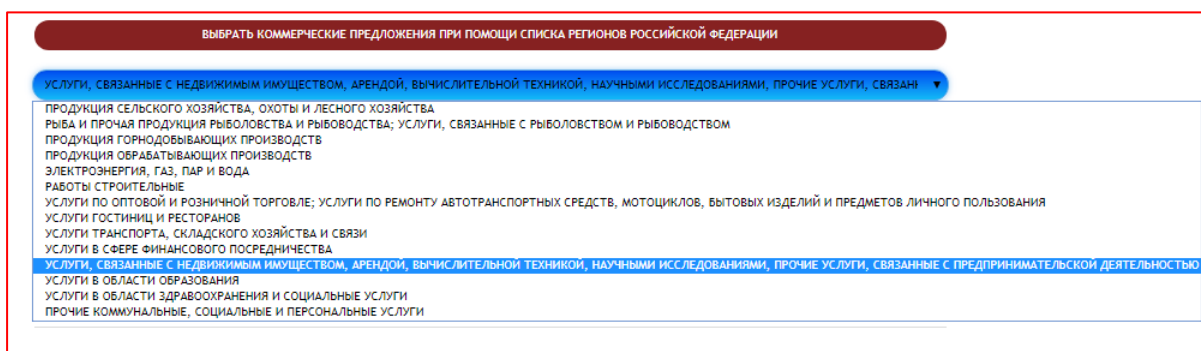 ВЫБРАТЬ КОММЕРЧЕСКИЕ ПРЕДЛОЖЕНИЯ ПРИ ПОМОЩИ СПИСКА РЕГИОНОВ РОССИЙСКОЙ ФЕДЕРАЦИИ
УСЛУГИ, СВЯЗАННЫЕ С НЕДВИЖИМЫМ ИМУЩЕСТВОМ, АРЕНДОЙ, ВЫЧИСЛИТЕЛЬНОЙ ТЕХНИКОЙ, НАУЧНЫМИ ИССЛЕДОВАНИЯМИ, ПРОЧИЕ УСЛУГИ, СВЯЗАНН
ПРОДУКЦИЯ СЕЛЬСКОГО ХОЗЯЙСТВА, ОХОТЫ И ЛЕСНОГО ХОЗЯЙСТВА
РЫБА И ПРОЧАЯ ПРОДУКЦИЯ РЫБОЛОВСТВА И РЫБОВОДСТВА; УСЛУГИ, СВЯЗАННЫЕ С РЫБОЛОВСТВОМ И РЫБОВОДСТВОМ
ПРОДУКЦИЯ ГОРНОДОБЫВАЮЩИХ ПРОИЗВОДСТВ
ПРОДУКЦИЯ ОБРАБАТЫВАЮЩИХ ПРОИЗВОДСТВ
ЭЛЕКТРОЭНЕРГИЯ, ГАЗ, ПАР И ВОДА
РАБОТЫ СТРОИТЕЛЬНЫЕ
УСЛУГИ ПО ОПТОВОЙ И РОЗНИЧНОЙ ТОРГОВЛЕ; УСЛУГИ ПО РЕМОНТУ АВТОТРАНСПОРТНЫХ СРЕДСТВ, МОТОЦИКЛОВ, БЫТОВЫХ ИЗДЕЛИЙ И ПРЕДМЕТОВ ЛИЧНОГО ПОЛЬЗОВАНИЯ
УСЛУГИ ГОСТИНИЦ И РЕСТОРАНОВ
УСЛУГИ ТРАНСПОРТА, СКЛАДСКОГО ХОЗЯЙСТВА И СВЯЗИ
УСЛУГИ В СФЕРЕ ФИНАНСОВОГО ПОСРЕДНИЧЕСТВА
УСЛУГИ, СВЯЗАННЫЕ С НЕДВИЖИМЫМ ИМУЩЕСТВОМ, АРЕНДОЙ, ВЫЧИСЛИТЕЛЬНОЙ ТЕХНИКОЙ, НАУЧНЫМИ ИССЛЕДОВАНИЯМИ, ПРОЧИЕ УСЛУГИ, СВЯЗАННЫЕ С ПРЕДПРИНИМАТЕЛЬСКОЙ ДЕЯТЕЛЬНОСТЬЮ
УСЛУГИ В ОБЛАСТИ ОБРАЗОВАНИЯ
УСЛУГИ В ОБЛАСТИ ЗДРАВООХРАНЕНИЯ И СОЦИАЛЬНЫЕ УСЛУГИ
ПРОЧИЕ КОММУНАЛЬНЫЕ, СОЦИАЛЬНЫЕ И ПЕРСОНАЛЬНЫЕ УСЛУГИ